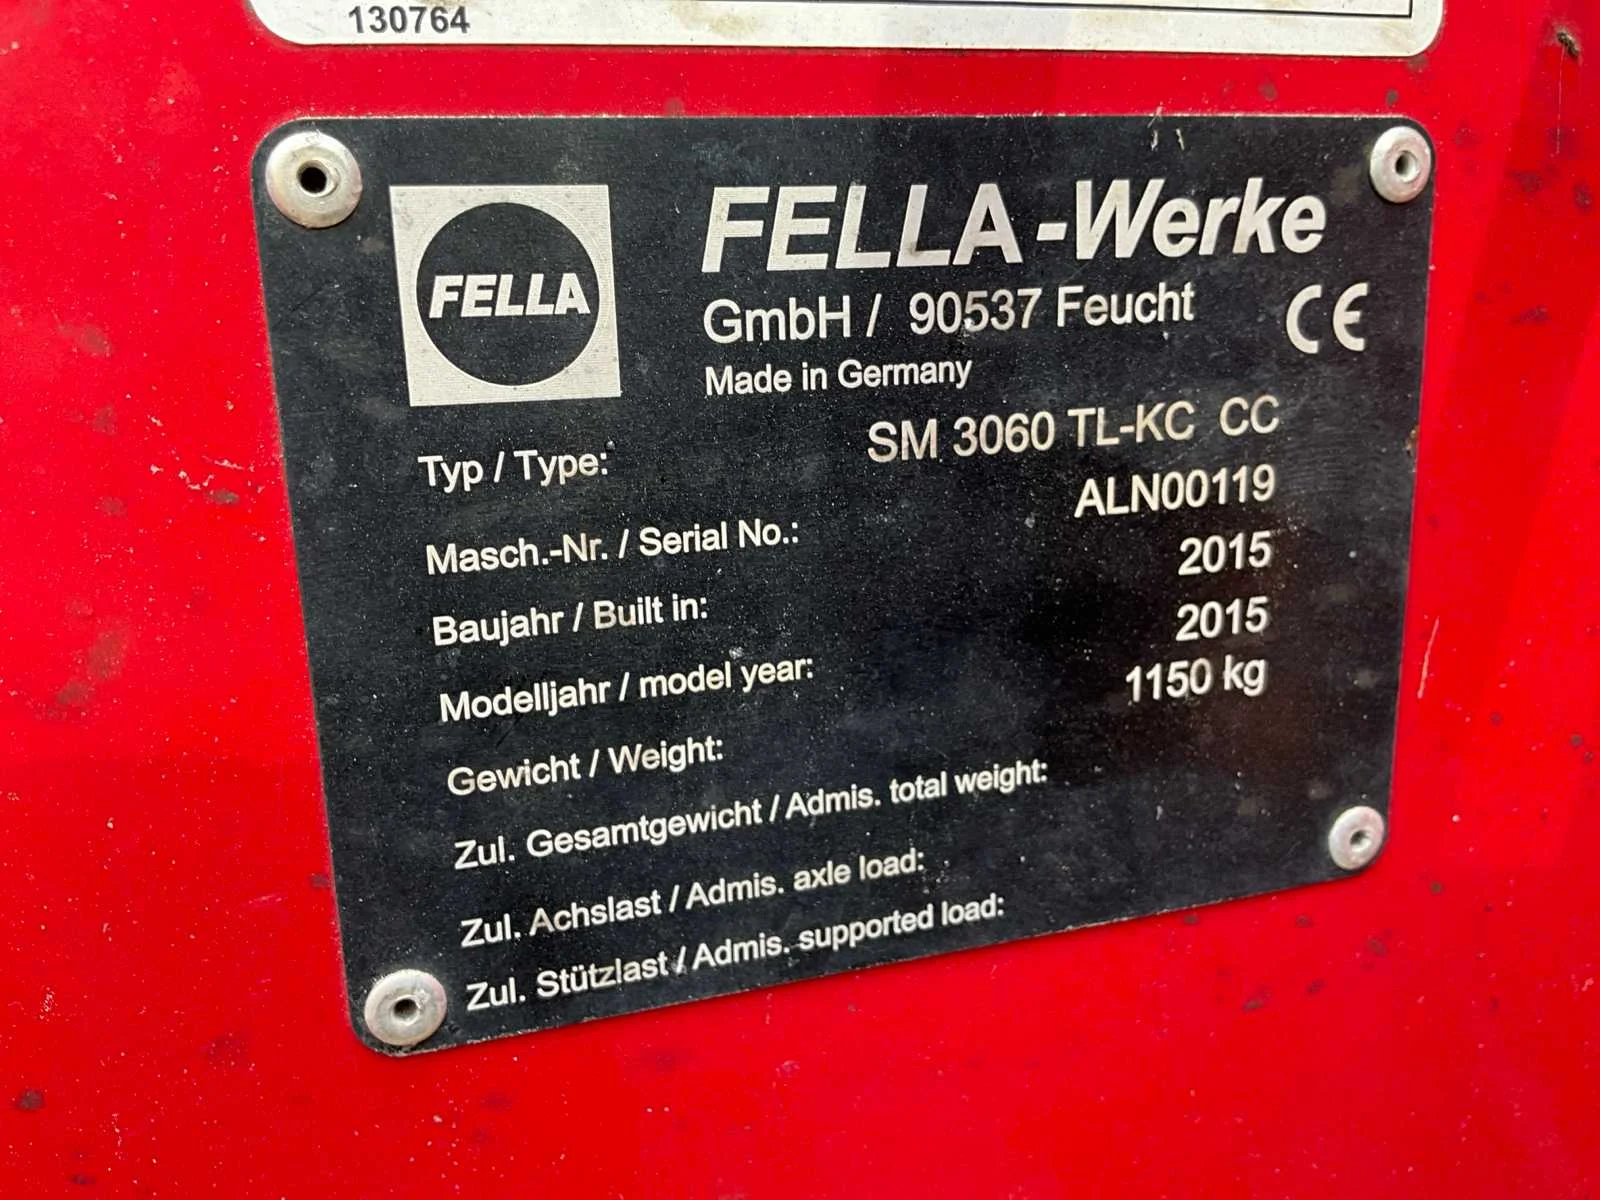 130764
FELLA
FELLA-Werke
GmbH / 90537 Feucht
CE
Made in Germany
Typ / Type: SM 3060 TL-KC CC
Masch.-Nr. / Serial No.: ALN00119
Baujahr / Built in: 2015
Modelljahr / model year: 2015
Gewicht / Weight: 1150 kg
Zul. Gesamtgewicht / Admis. total weight:
Zul. Achslast / Admis. axle load:
Zul. Stützlast / Admis. supported load: